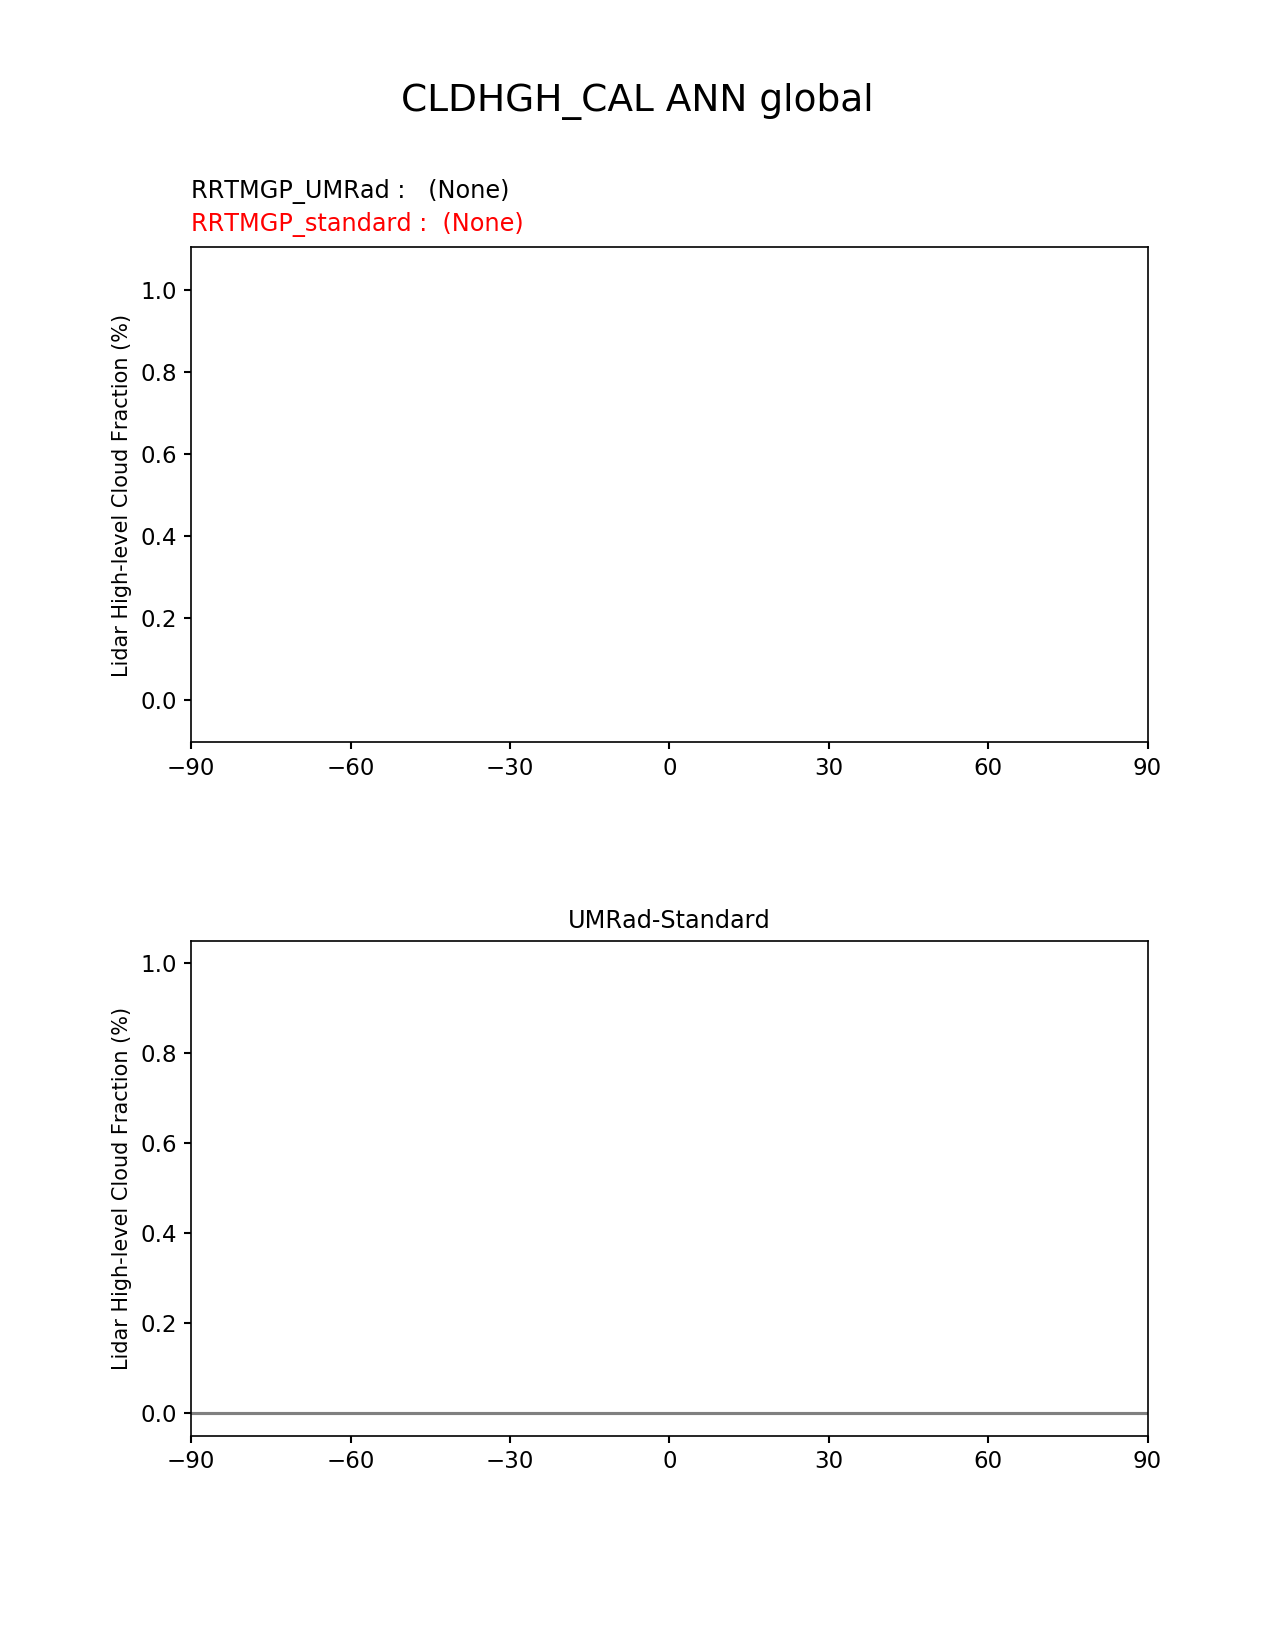 CLDHGH_CAL ANN global
RRTMGP_UMRad :   (None)
RRTMGP_standard :  (None)
Lidar High-level Cloud Fraction (%)
1.0
0.8
0.6
0.4
0.2
0.0
−90 −60 −30 0 30 60 90
UMRad-Standard
Lidar High-level Cloud Fraction (%)
1.0
0.8
0.6
0.4
0.2
0.0
−90 −60 −30 0 30 60 90